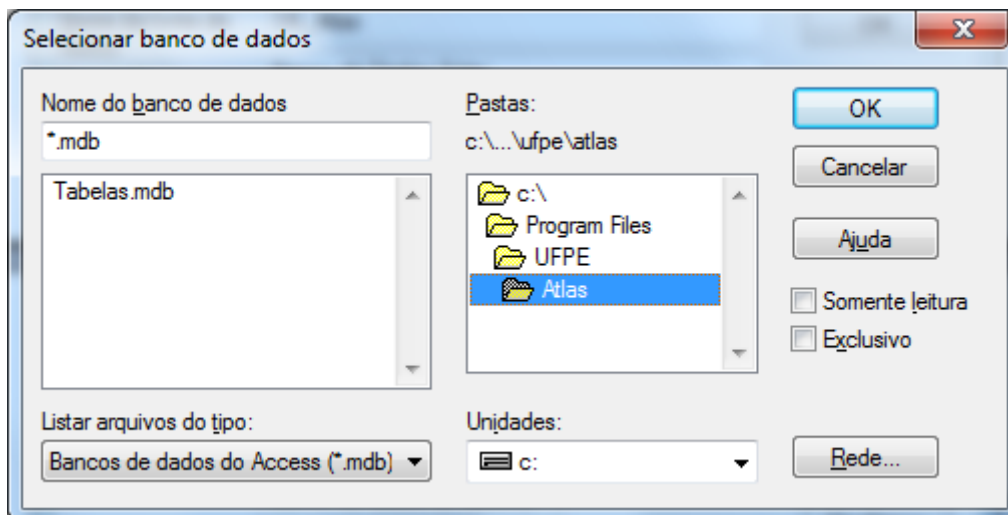 Selecionar banco de dados
Nome do banco de dados
*.mdb
Tabelas.mdb
Listar arquivos do tipo:
Bancos de dados do Access (*.mdb)
Pastas:
c:\...\ufpe\atlas
c:\
Program Files
UFPE
Atlas
Unidades:
c:
OK
Cancelar
Ajuda
Somente leitura
Exclusivo
Rede...